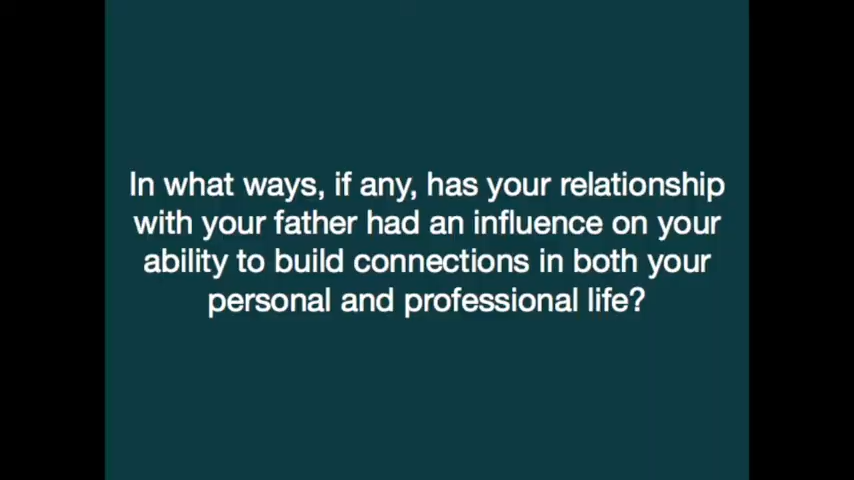 In what ways, if any, has your relationship
with your father had an influence on your
ability to build connections in both your
personal and professional life?